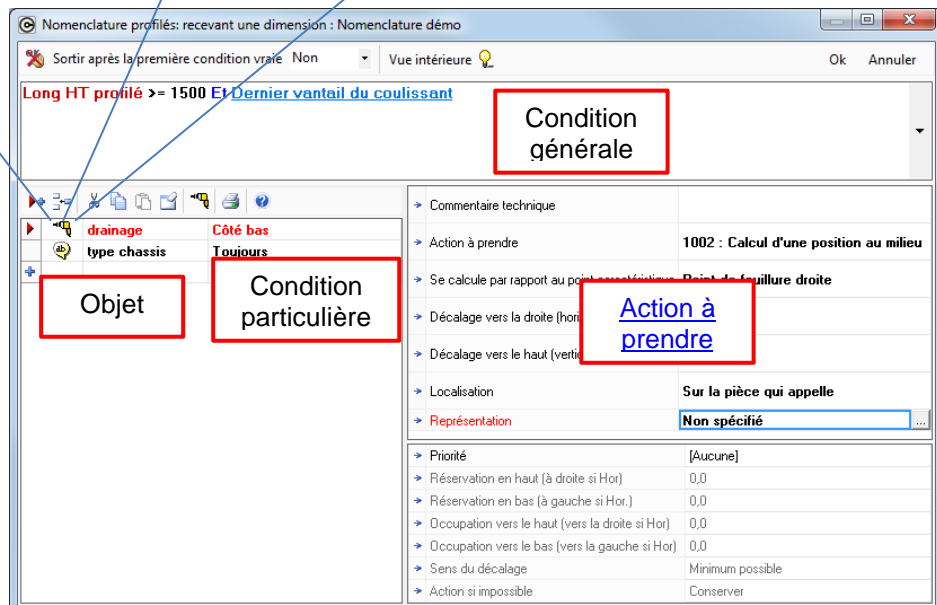 Nomenclature profilés: recevant une dimension : Nomenclature démo
Sortir après la première condition vraie Non Vue intérieure Ok Annuler
Long HT profilé >= 1500 Et Dernier vantail du coulissant
Condition
générale
drainage Côté bas
type chassis Toujours
Objet
Condition
particulière
Commentaire technique
Action à prendre 1002 : Calcul d'une position au milieu
Se calcule par rapport au point droite
Action à
prendre
Décalage vers la droite
Décalage vers le haut
Localisation Sur la pièce qui appelle
Représentation Non spécifié ...
Priorité [Aucune]
Réservation en haut (à droite si Hor) 0,0
Réservation en bas (à gauche si Hor.) 0,0
Occupation vers le haut (vers la droite si Hor) 0,0
Occupation vers le bas (vers la gauche si Hor) 0,0
Sens du décalage Minimum possible
Action si impossible Conserver